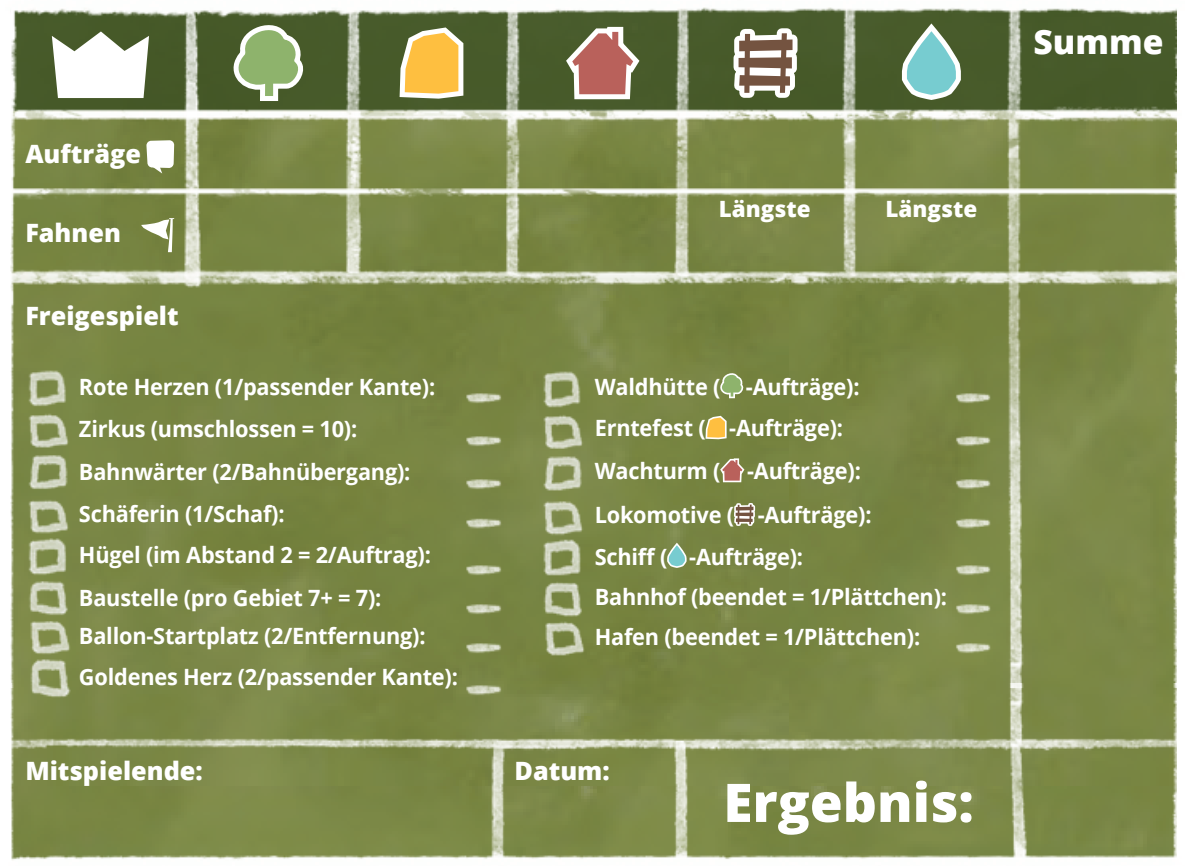 Summe
Aufträge
Längste
Längste
Fahnen
Freigespielt
Rote Herzen (1/passender Kante):
Zirkus (umschlossen = 10):
Bahnwärter (2/Bahnübergang):
Schäferin (1/Schaf):
Hügel (im Abstand 2 = 2/Auftrag):
Baustelle (pro Gebiet 7+ = 7):
Ballon-Startplatz (2/Entfernung):
Goldenes Herz (2/passender Kante):
Waldhütte ( -Aufträge):
Erntefest ( -Aufträge):
Wachturm ( -Aufträge):
Lokomotive ( -Aufträge):
Schiff ( -Aufträge):
Bahnhof (beendet = 1/Plättchen):
Hafen (beendet = 1/Plättchen):
Mitspielende:
Datum:
Ergebnis: